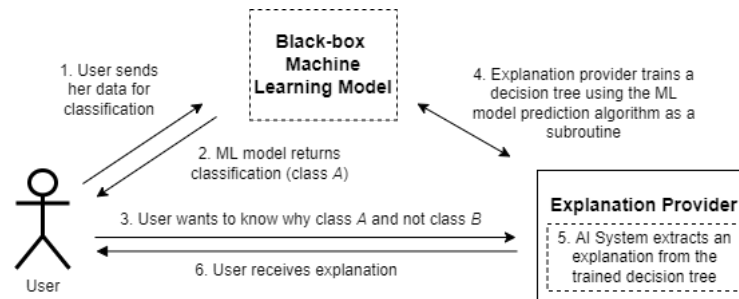 Black-box
Machine
Learning Model
1. User sends
her data for
classification
4. Explanation provider trains a
decision tree using the ML
model prediction algorithm as a
subroutine
2. ML model returns
classification (class A)
Explanation Provider
3. User wants to know why class A and not class B
5. AI System extracts an
explanation from the
trained decision tree
6. User receives explanation
User